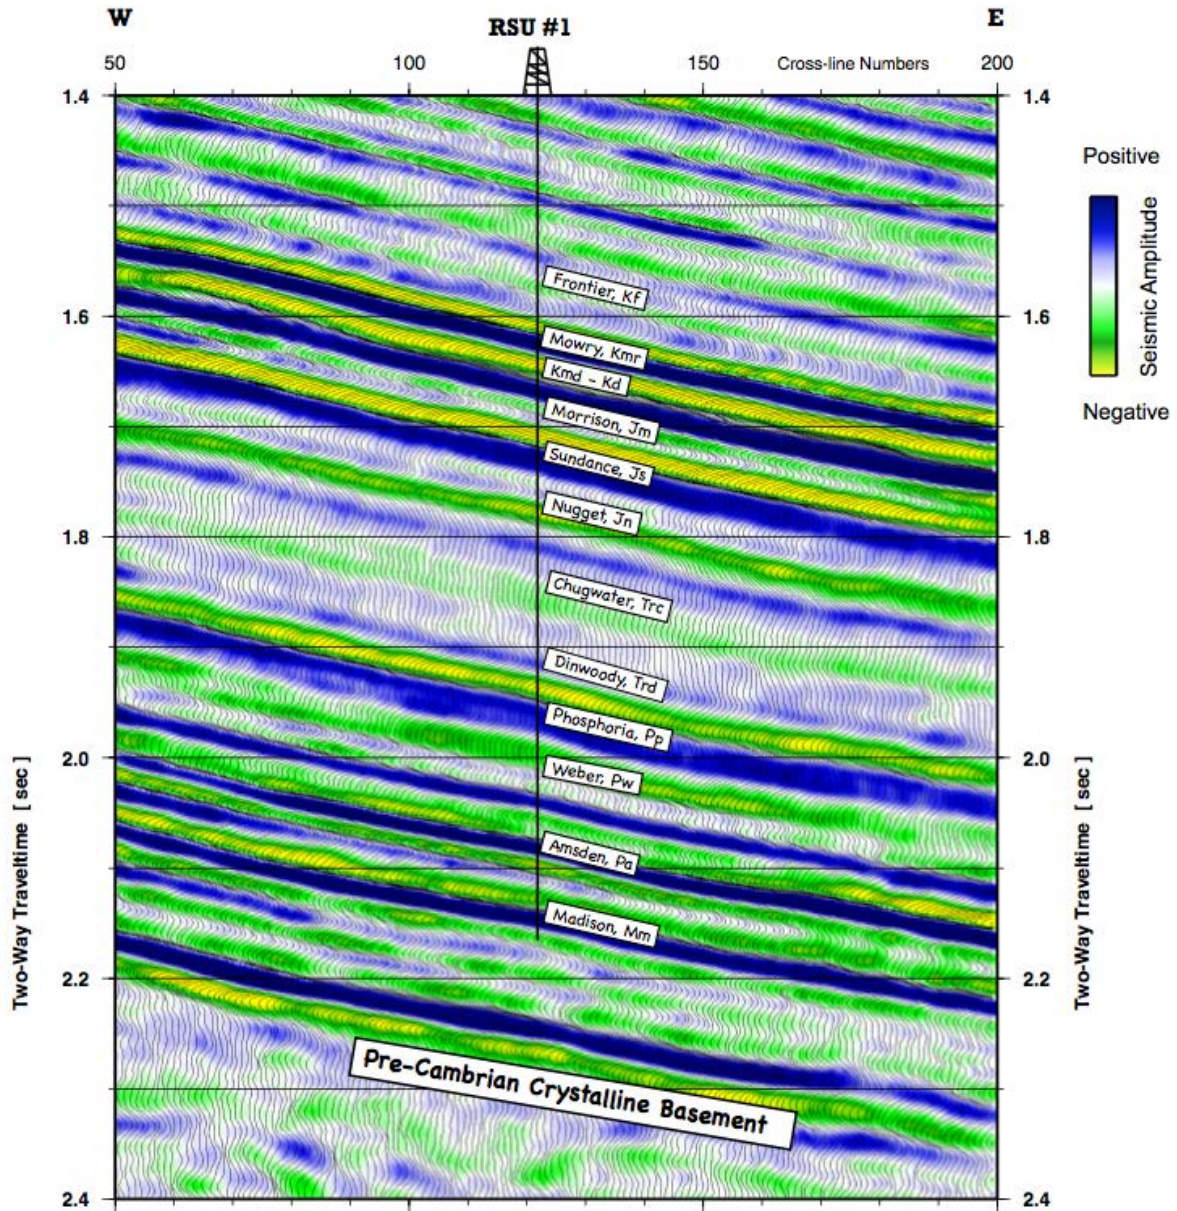 W
RSU #1
E
50
100
150
Cross-line Numbers
200
1.4
1.4
Positive
Seismic Amplitude
Negative
Frontier, Kf
1.6
1.6
Mowry, Kmr
Kmd - Kd
Morrison, Jm
Sundance, Js
Nugget, Jn
1.8
1.8
Chugwater, Trc
Dinwoody, Trd
Phosphoria, Pp
2.0
2.0
Weber, Pw
Amsden, Pa
Madison, Mm
Two-Way Traveltime [ sec ]
Two-Way Traveltime [ sec ]
2.2
2.2
Pre-Cambrian Crystalline Basement
2.4
2.4